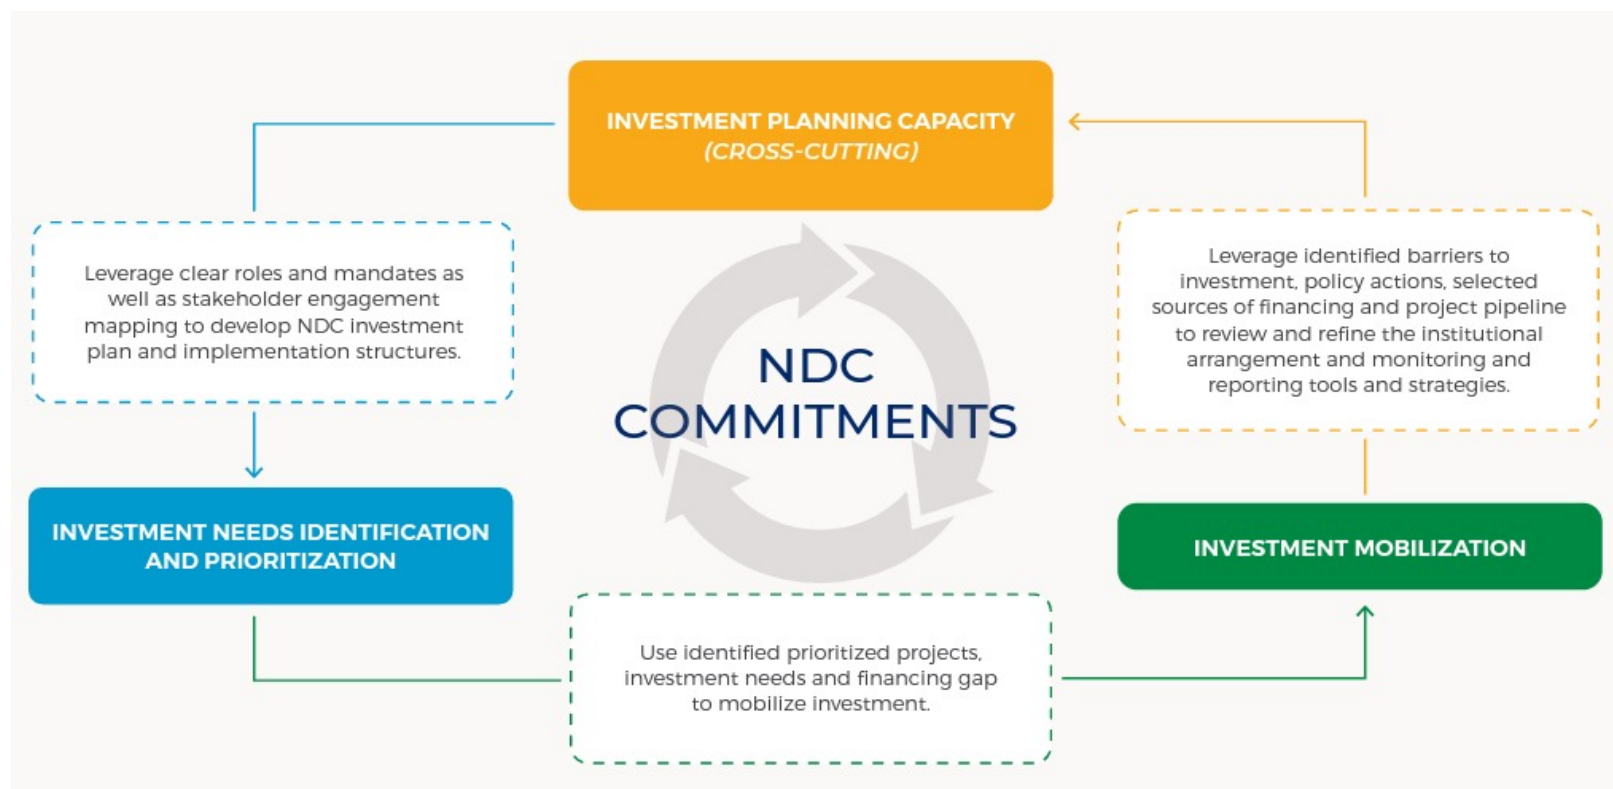 INVESTMENT PLANNING CAPACITY
(CROSS-CUTTING)
Leverage clear roles and mandates as
well as stakeholder engagement
mapping to develop NDC investment
plan and implementation structures.
Leverage identified barriers to
investment, policy actions, selected
sources of financing and project pipeline
to review and refine the institutional
arrangement and monitoring and
reporting tools and strategies.
NDC
COMMITMENTS
INVESTMENT NEEDS IDENTIFICATION
AND PRIORITIZATION
INVESTMENT MOBILIZATION
Use identified prioritized projects,
investment needs and financing gap
to mobilize investment.